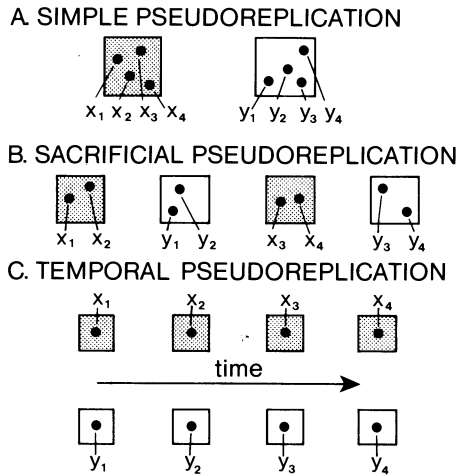 A. SIMPLE PSEUDOREPLICATION
x₁ x₂ x₃ x₄ y₁ y₂ y₃ y₄
B. SACRIFICIAL PSEUDOREPLICATION
x₁ x₂ y₁ y₂ x₃ x₄ y₃ y₄
C. TEMPORAL PSEUDOREPLICATION
x₁ x₂ x₃ x₄
time
y₁ y₂ y₃ y₄